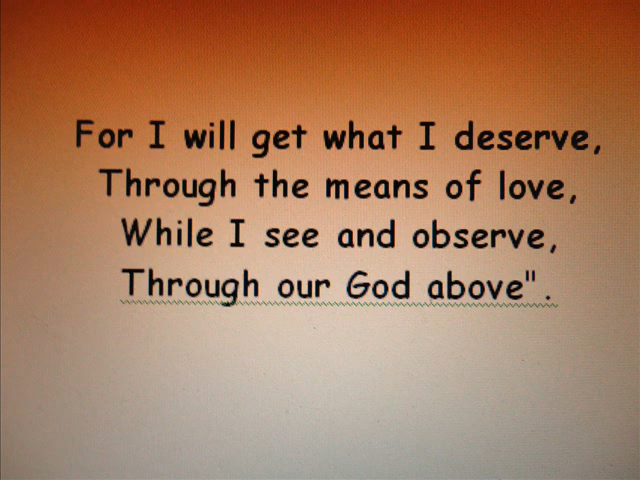 For I will get what I deserve,
Through the means of love,
While I see and observe,
Through our God above".